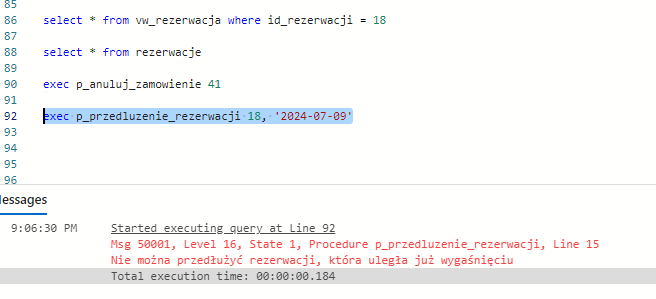 85
86 select * from vw_rezerwacja where id_rezerwacji = 18
87
88 select * from rezerwacje
89
90 exec p_anuluj_zamowienie 41
91
92 exec p_przedluzenie_rezerwacji 18, '2024-07-09'
93
94
95
96
Messages
9:06:30 PM Started executing query at Line 92
Msg 50001, Level 16, State 1, Procedure p_przedluzenie_rezerwacji, Line 15
Nie można przedłużyć rezerwacji, która uległa już wygaśnięciu
Total execution time: 00:00:00.184